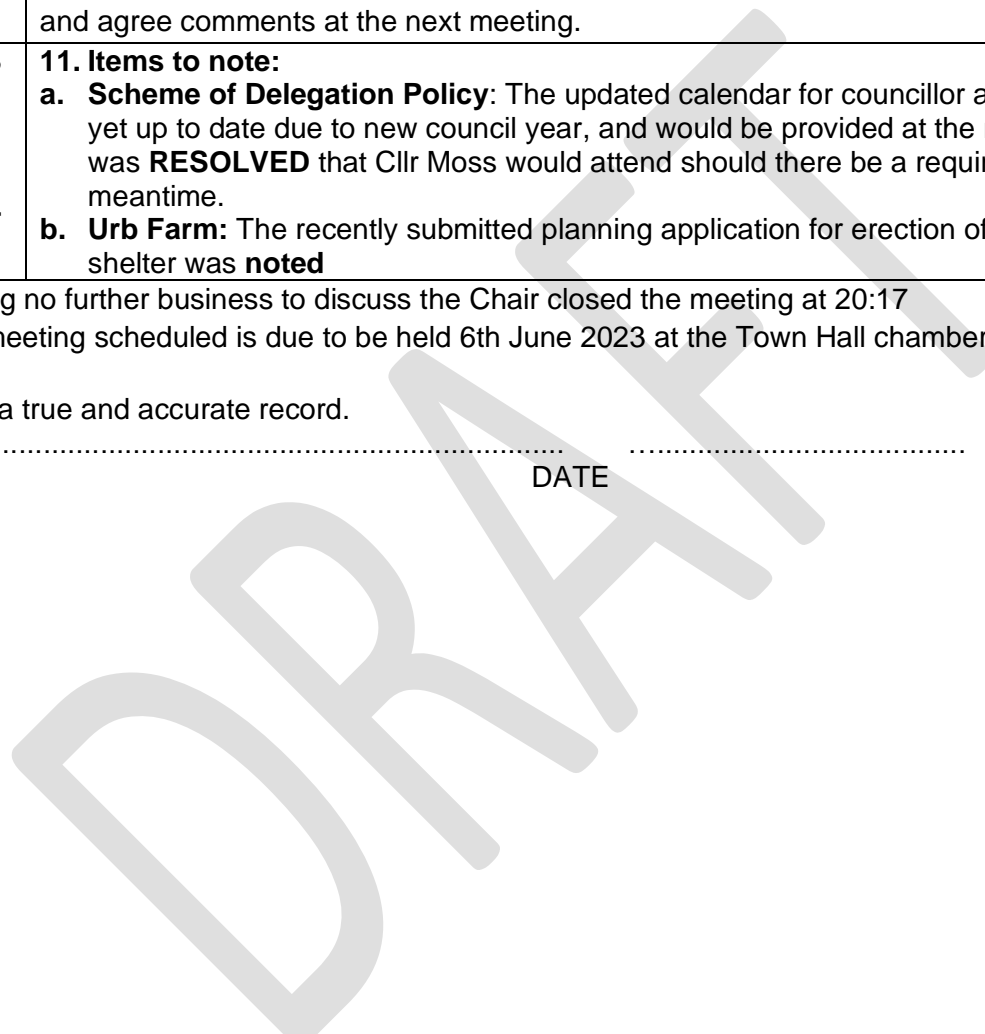 and agree comments at the next meeting.
11. Items to note:
a. Scheme of Delegation Policy: The updated calendar for councillor a
yet up to date due to new council year, and would be provided at the
was RESOLVED that Cllr Moss would attend should there be a requi
meantime.
b. Urb Farm: The recently submitted planning application for erection of
shelter was noted
g no further business to discuss the Chair closed the meeting at 20:17
meeting scheduled is due to be held 6th June 2023 at the Town Hall chamber
a true and accurate record.
DATE
DRAFT